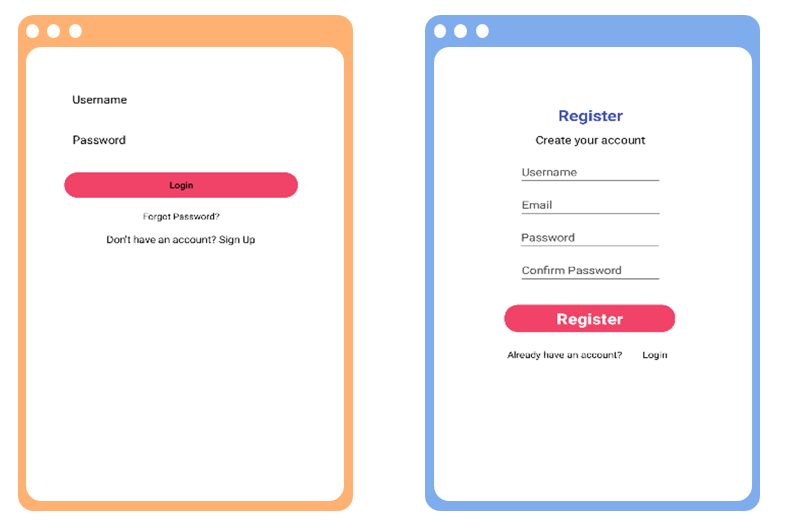 Username
Password
Login
Forgot Password?
Don't have an account? Sign Up
Register
Create your account
Username
Email
Password
Confirm Password
Register
Already have an account? Login